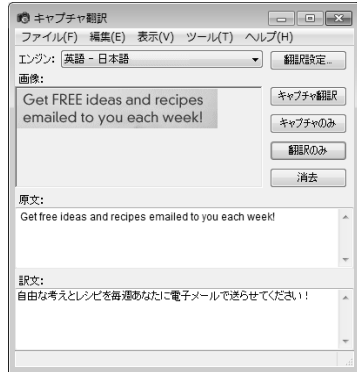 キャプチャ翻訳
ファイル(F) 編集(E) 表示(V) ツール(T) ヘルプ(H)
エンジン: 英語 - 日本語
翻訳設定...
画像:
Get FREE ideas and recipes
emailed to you each week!
キャプチャ翻訳
キャプチャのみ
翻訳のみ
消去
原文:
Get free ideas and recipes emailed to you each week!
訳文:
自由な考えとレシピを毎週あなたに電子メールで送らせてください!